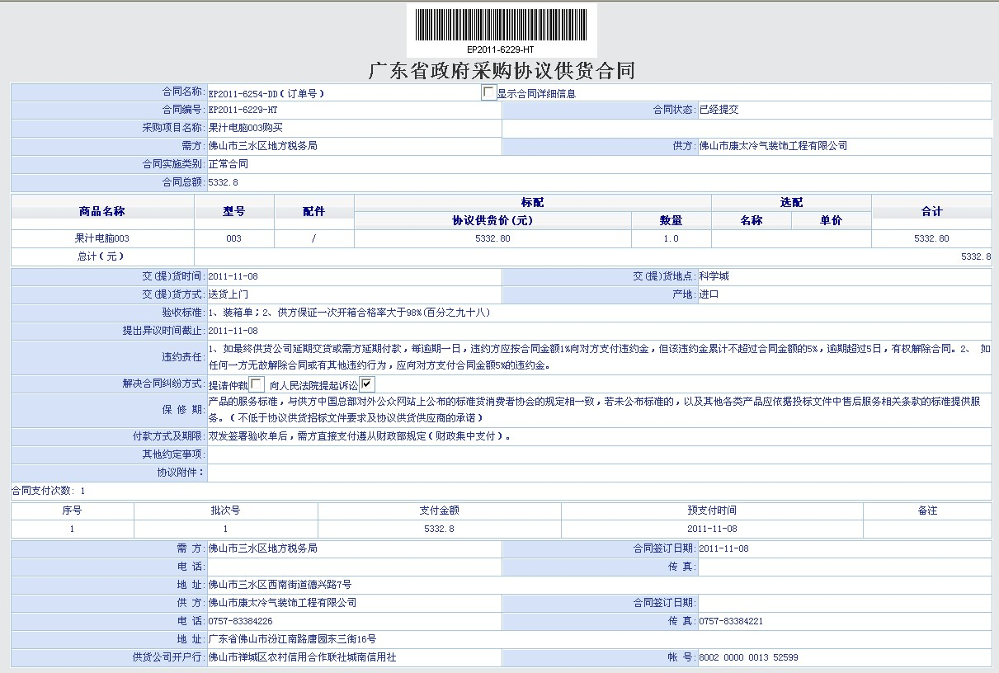 EP2011-6229-HT
广东省政府采购协议供货合同
合同名称: EP2011-6254-DD(订单号) 显示合同详细信息
合同编号: EP2011-6229-HT 合同状态: 已经提交
采购项目名称: 果汁电脑003购买
需方: 佛山市三水区地方税务局 供方: 佛山市康太冷气装饰工程有限公司
合同实施类别: 正常合同
合同总额: 5332.8
商品名称 型号 配件 标配 选配 合计
协议供货价(元) 数量 名称 单价
果汁电脑003 003 / 5332.80 1.0 5332.80
总计(元) 5332.8
交(提)货时间: 2011-11-08 交(提)货地点: 科学城
交(提)货方式: 送货上门 产地: 进口
验收标准: 1、装箱单;2、供方保证一次开箱合格率大于98%(百分之九十八)
提出异议时间截止: 2011-11-08
违约责任: 1、如最终供货公司延期交货或需方延期付款,每逾期一日,违约方应按合同金额1%向对方支付违约金,但该违约金累计不超过合同金额的5%,逾期超过5日,有权解除合同。2、 如
任何一方无故解除合同或有其他违约行为,应向对方支付合同金额5%的违约金。
解决合同纠纷方式: 提请仲裁 向人民法院提起诉讼
保 修 期: 产品的服务标准,与供方中国总部对外公众网站上公布的标准货消费者协会的规定相一致,若未公布标准的,以及其他各类产品应依据投标文件中售后服务相关条款的标准提供服
务。(不低于协议供货招标文件要求及协议供货供应商的承诺)
付款方式及期限: 双发签署验收单后,需方直接支付遵从财政部规定(财政集中支付)。
其他约定事项:
协议附件:
合同支付次数: 1
序号 批次号 支付金额 预支付时间 备注
1 1 5332.8 2011-11-08
需 方: 佛山市三水区地方税务局 合同签订日期: 2011-11-08
电 话: 传 真:
地 址: 佛山市三水区西南街道德兴路7号
供 方: 佛山市康太冷气装饰工程有限公司 合同签订日期:
电 话: 0757-83384226 传 真: 0757-83384221
地 址: 广东省佛山市汾江南路唐园东三街16号
供货公司开户行: 佛山市禅城区农村信用合作联社城南信用社 帐 号: 8002 0000 0013 52599